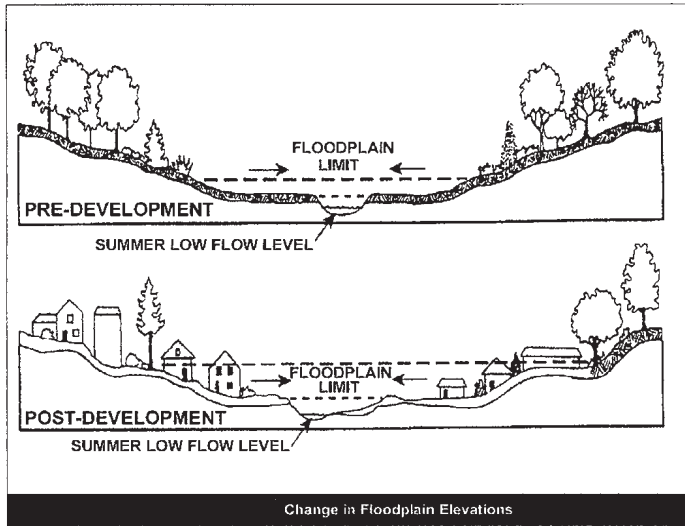 FLOODPLAIN
LIMIT
PRE-DEVELOPMENT
SUMMER LOW FLOW LEVEL
FLOODPLAIN
LIMIT
POST-DEVELOPMENT
SUMMER LOW FLOW LEVEL
Change in Floodplain Elevations